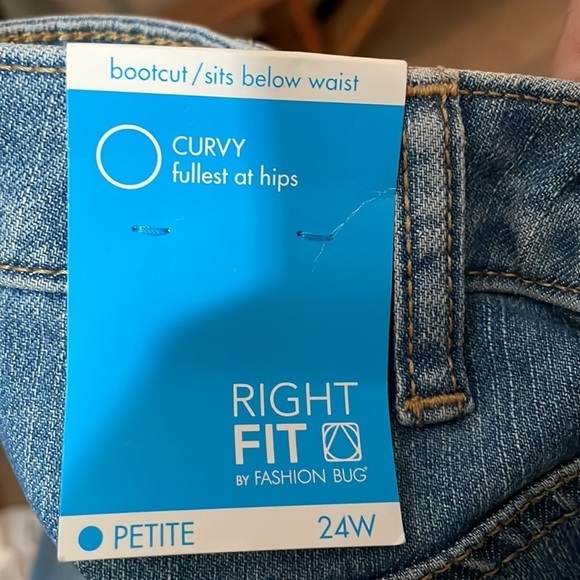 bootcut/sits below waist
CURVY
fullest at hips
RIGHT
FIT
BY FASHION BUG®
PETITE 24W